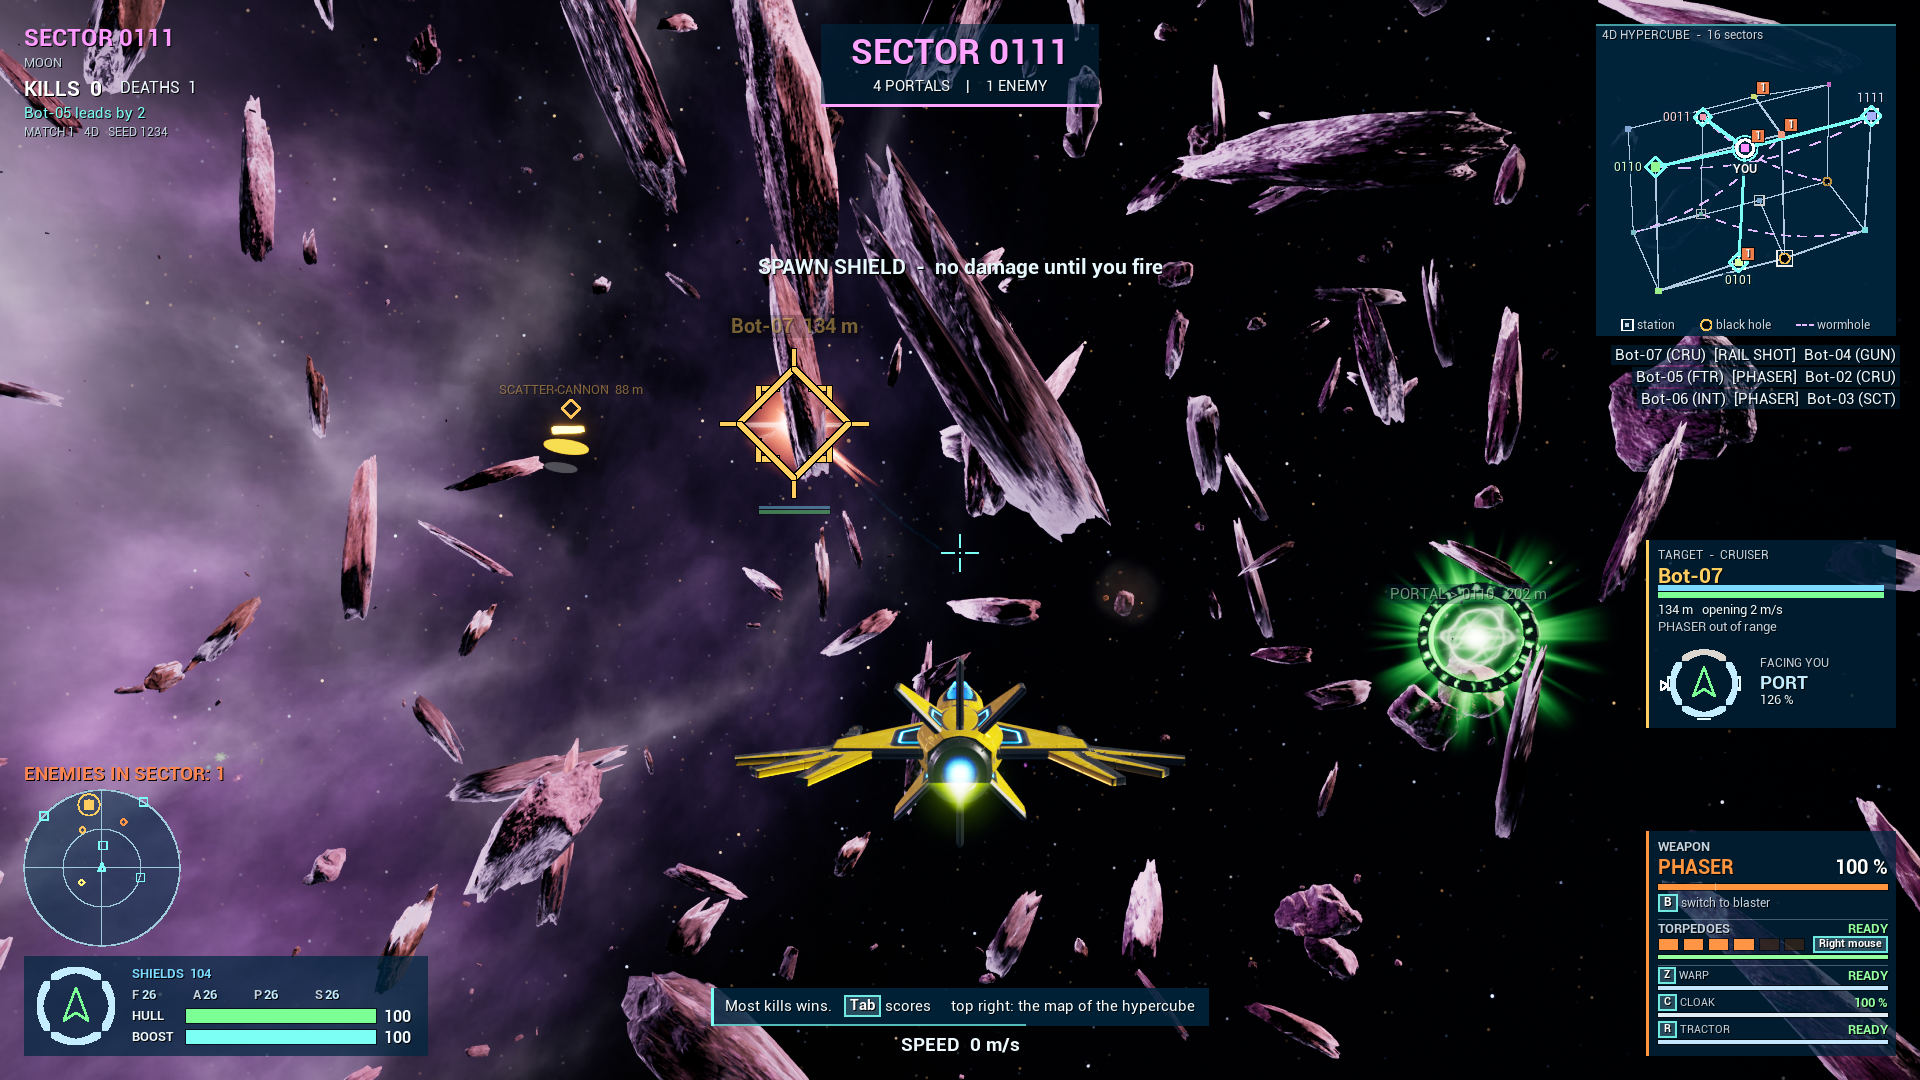 SECTOR 0111
MOON
KILLS 0 DEATHS 1
Bot-05 leads by 2
MATCH 1 4D SEED 1234
SECTOR 0111
4 PORTALS | 1 ENEMY
4D HYPERCUBE - 16 sectors
1111
0011
0110
YOU
0101
station black hole wormhole
Bot-07 (CRU) [RAIL SHOT] Bot-04 (GUN)
Bot-05 (FTR) [PHASER] Bot-02 (CRU)
Bot-06 (INT) [PHASER] Bot-03 (SCT)
SPAWN SHIELD - no damage until you fire
Bot-07 134 m
SCATTER CANNON 88 m
PORTAL > 0110 202 m
TARGET - CRUISER
Bot-07
134 m opening 2 m/s
PHASER out of range
FACING YOU
PORT
126 %
ENEMIES IN SECTOR: 1
SHIELDS 104
F 26 A 26 P 26 S 26
HULL 100
BOOST 100
Most kills wins. Tab scores top right: the map of the hypercube
SPEED 0 m/s
WEAPON
PHASER 100 %
B switch to blaster
TORPEDOES READY
Right mouse
Z WARP READY
C CLOAK 100 %
R TRACTOR READY